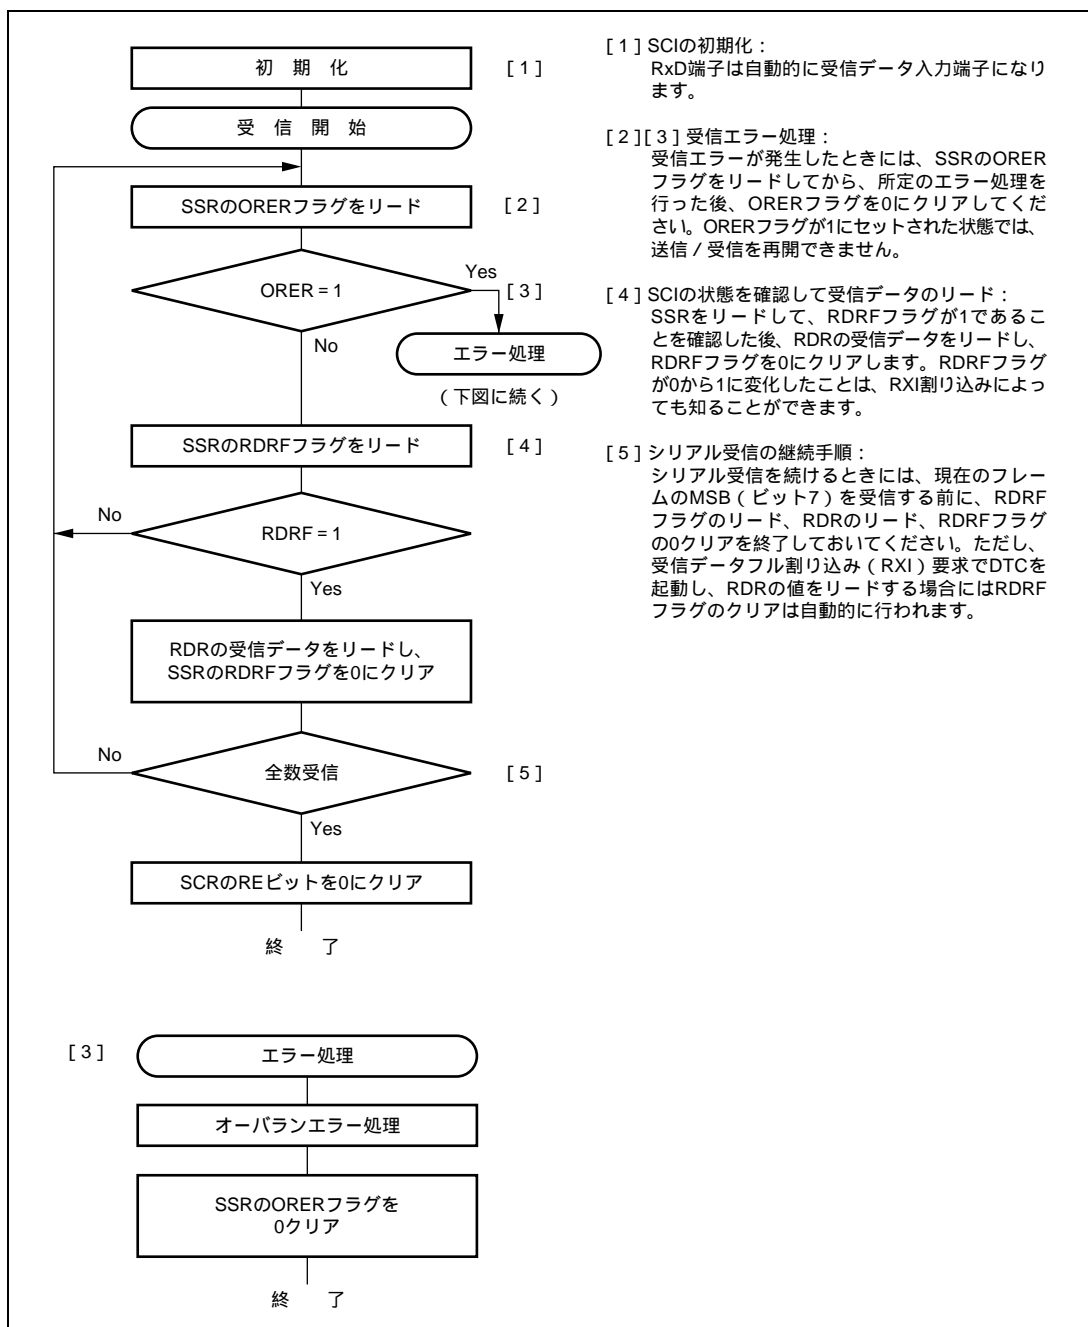 初 期 化 [1]
受 信 開 始
SSRのORERフラグをリード [2]
ORER = 1
Yes
[3]
No
エラー処理
(下図に続く)
SSRのRDRFフラグをリード [4]
No
RDRF = 1
Yes
RDRの受信データをリードし、
SSRのRDRFフラグを0にクリア
No
全数受信 [5]
Yes
SCRのREビットを0にクリア
終 了
[3] エラー処理
オーバランエラー処理
SSRのORERフラグを
0クリア
終 了
[1] SCIの初期化:
RxD端子は自動的に受信データ入力端子になり
ます。
[2][3] 受信エラー処理:
受信エラーが発生したときには、SSRのORER
フラグをリードしてから、所定のエラー処理を
行った後、ORERフラグを0にクリアしてくだ
さい。ORERフラグが1にセットされた状態では、
送信/受信を再開できません。
[4] SCIの状態を確認して受信データのリード:
SSRをリードして、RDRFフラグが1であるこ
とを確認した後、RDRの受信データをリードし、
RDRFフラグを0にクリアします。RDRFフラグ
が0から1に変化したことは、RXI割り込みによっ
ても知ることができます。
[5] シリアル受信の継続手順:
シリアル受信を続けるときには、現在のフレー
ムのMSB(ビット7)を受信する前に、RDRF
フラグのリード、RDRのリード、RDRFフラグ
の0クリアを終了しておいてください。ただし、
受信データフル割り込み(RXI)要求でDTCを
起動し、RDRの値をリードする場合にはRDRF
フラグのクリアは自動的に行われます。